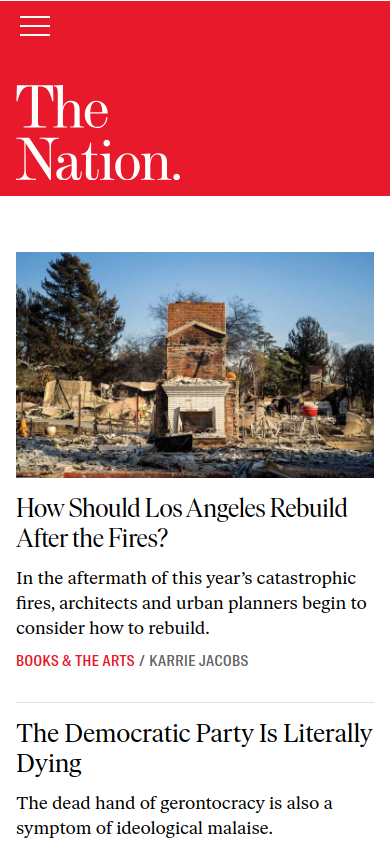 The
Nation.
How Should Los Angeles Rebuild
After the Fires?
In the aftermath of this year’s catastrophic
fires, architects and urban planners begin to
consider how to rebuild.
BOOKS & THE ARTS / KARRIE JACOBS
The Democratic Party Is Literally
Dying
The dead hand of gerontocracy is also a
symptom of ideological malaise.